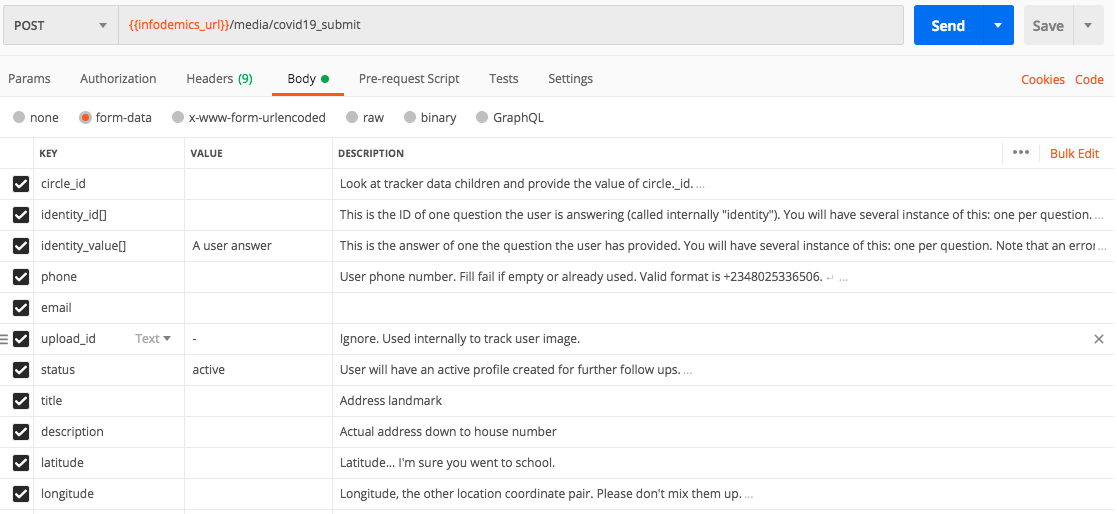 POST {{infodemics_url}}/media/covid19_submit Send Save
Params Authorization Headers (9) Body Pre-request Script Tests Settings Cookies Code
none form-data x-www-form-urlencoded raw binary GraphQL
KEY VALUE DESCRIPTION ••• Bulk Edit
circle_id Look at tracker data children and provide the value of circle._id. ...
identity_id[] This is the ID of one question the user is answering (called internally "identity"). You will have several instance of this: one per question. ...
identity_value[] A user answer This is the answer of one the question the user has provided. You will have several instance of this: one per question. Note that an error ...
phone User phone number. Fill fail if empty or already used. Valid format is +2348025336506. ↵ ...
email
upload_id Text - Ignore. Used internally to track user image.
status active User will have an active profile created for further follow ups. ...
title Address landmark
description Actual address down to house number
latitude Latitude... I'm sure you went to school.
longitude Longitude, the other location coordinate pair. Please don't mix them up. ...